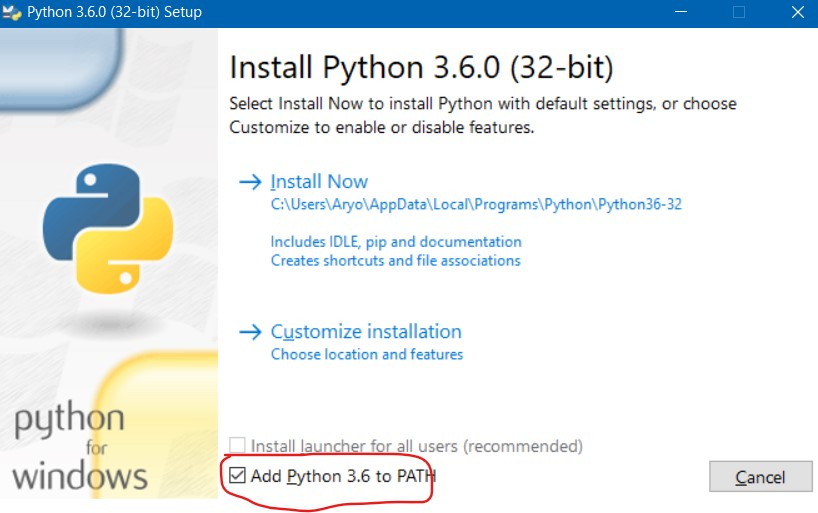 Python 3.6.0 (32-bit) Setup
Install Python 3.6.0 (32-bit)
Select Install Now to install Python with default settings, or choose
Customize to enable or disable features.
Install Now
C:\Users\Aryo\AppData\Local\Programs\Python\Python36-32
Includes IDLE, pip and documentation
Creates shortcuts and file associations
Customize installation
Choose location and features
python
for
windows
Install launcher for all users (recommended)
Add Python 3.6 to PATH
Cancel